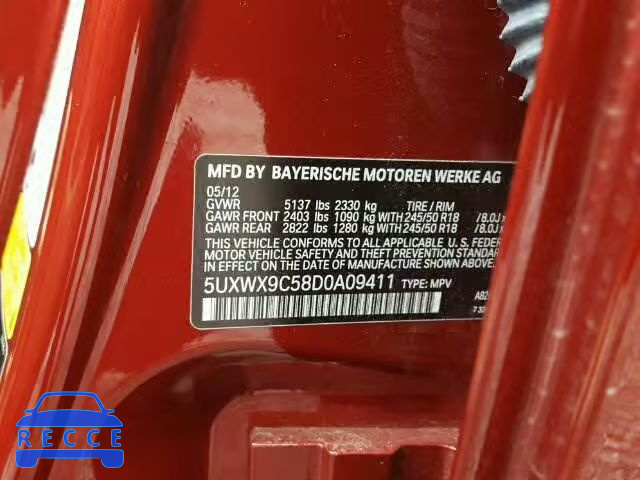 MFD BY BAYERISCHE MOTOREN WERKE AG
05/12
GVWR 5137 lbs 2330 kg TIRE / RIM
GAWR FRONT 2403 lbs 1090 kg WITH 245/50 R18 / 8.0J x
GAWR REAR 2822 lbs 1280 kg WITH 245/50 R18 / 8.0J x
THIS VEHICLE CONFORMS TO ALL APPLICABLE U.S. FEDER
MOTOR VEHICLE SAFETY AND THEFT PREVENTION STANDARD
IN EFFECT ON THE DATE OF MANUFACTURE SHOWN ABOVE.
5UXWX9C58D0A09411 TYPE: MPV
RECCE